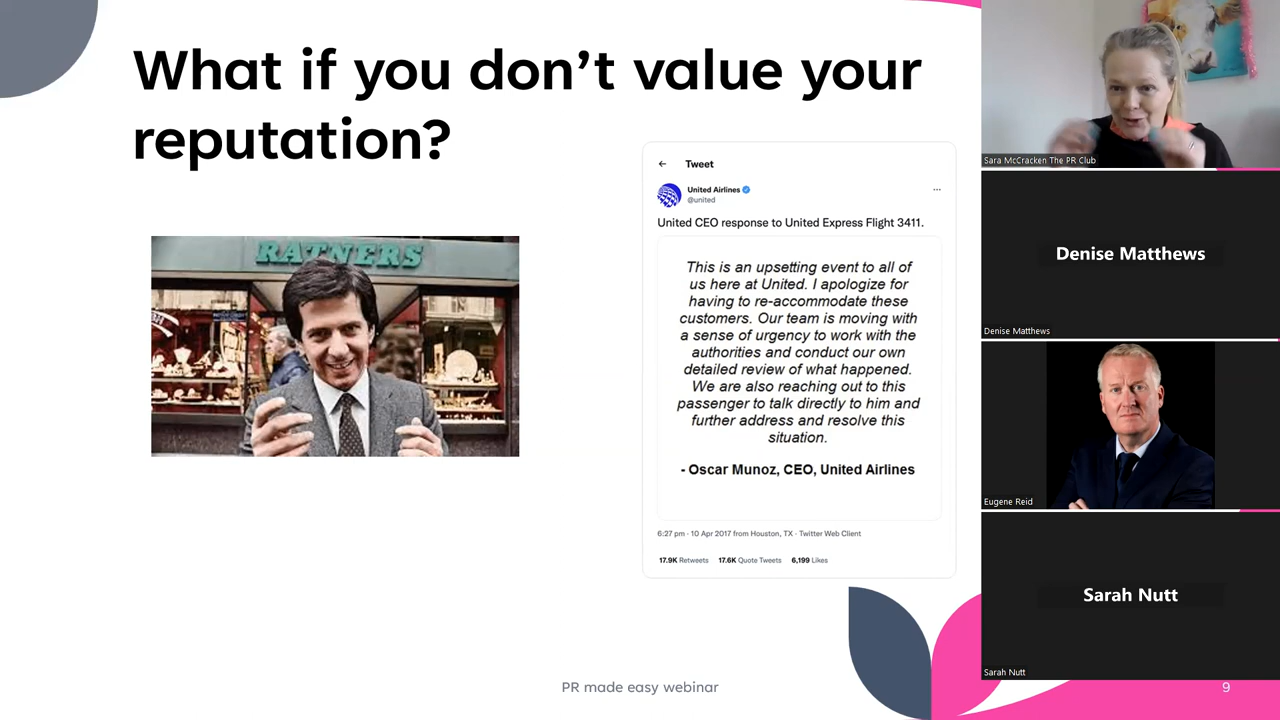 What if you don’t value your
reputation?
RATNERS
← Tweet
United Airlines
@united
...
United CEO response to United Express Flight 3411.
This is an upsetting event to all of
us here at United. I apologize for
having to re-accommodate these
customers. Our team is moving with
a sense of urgency to work with the
authorities and conduct our own
detailed review of what happened.
We are also reaching out to this
passenger to talk directly to him and
further address and resolve this
situation.
- Oscar Munoz, CEO, United Airlines
6:27 pm · 10 Apr 2017 from Houston, TX · Twitter Web Client
17.9K Retweets 17.6K Quote Tweets 6,199 Likes
PR made easy webinar
9
Sara McCracken The PR Club
Denise Matthews
Denise Matthews
Eugene Reid
Sarah Nutt
Sarah Nutt